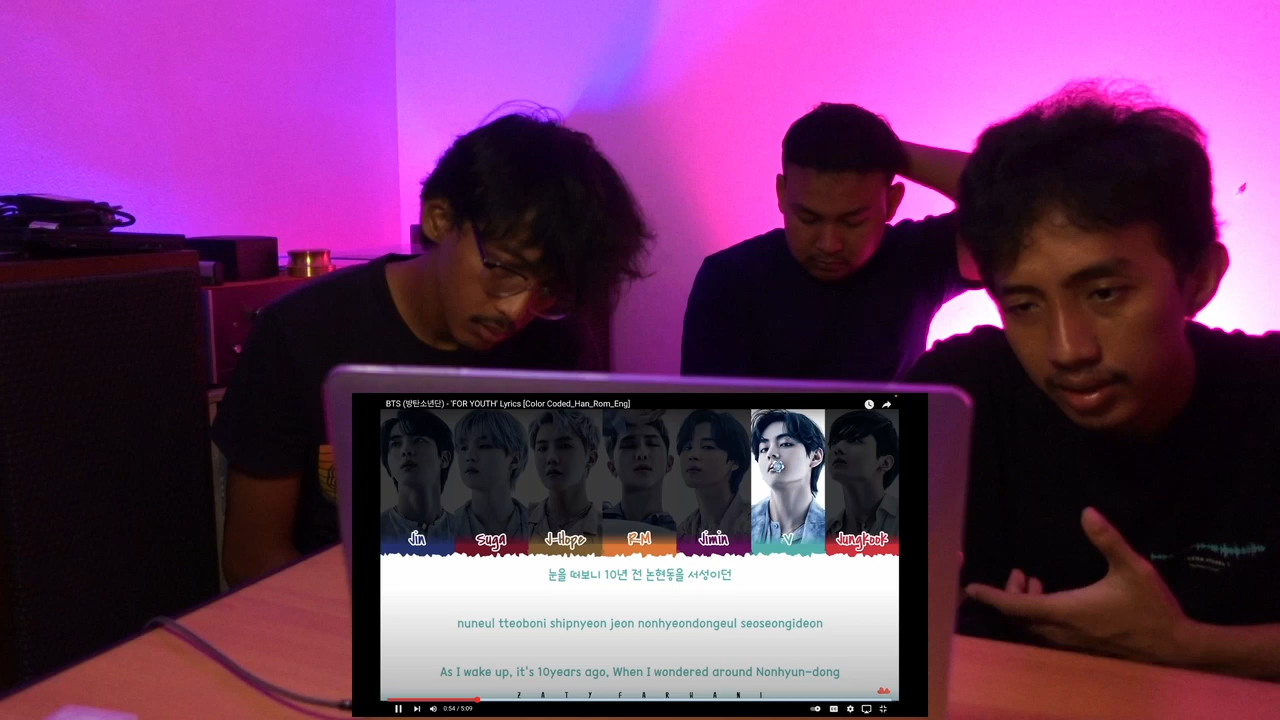 BTS (방탄소년단) - 'FOR YOUTH' Lyrics [Color Coded_Han_Rom_Eng]
Jin Suga J-Hope RM Jimin V Jungkook
눈을 떠보니 10년 전 논현동을 서성이던
nuneul tteoboni shipnyeon jeon nonhyeondongeul seoseongideon
As I wake up, it's 10years ago, When I wondered around Nonhyun-dong
Z A T Y F A R H A N I
0:54 / 5:09